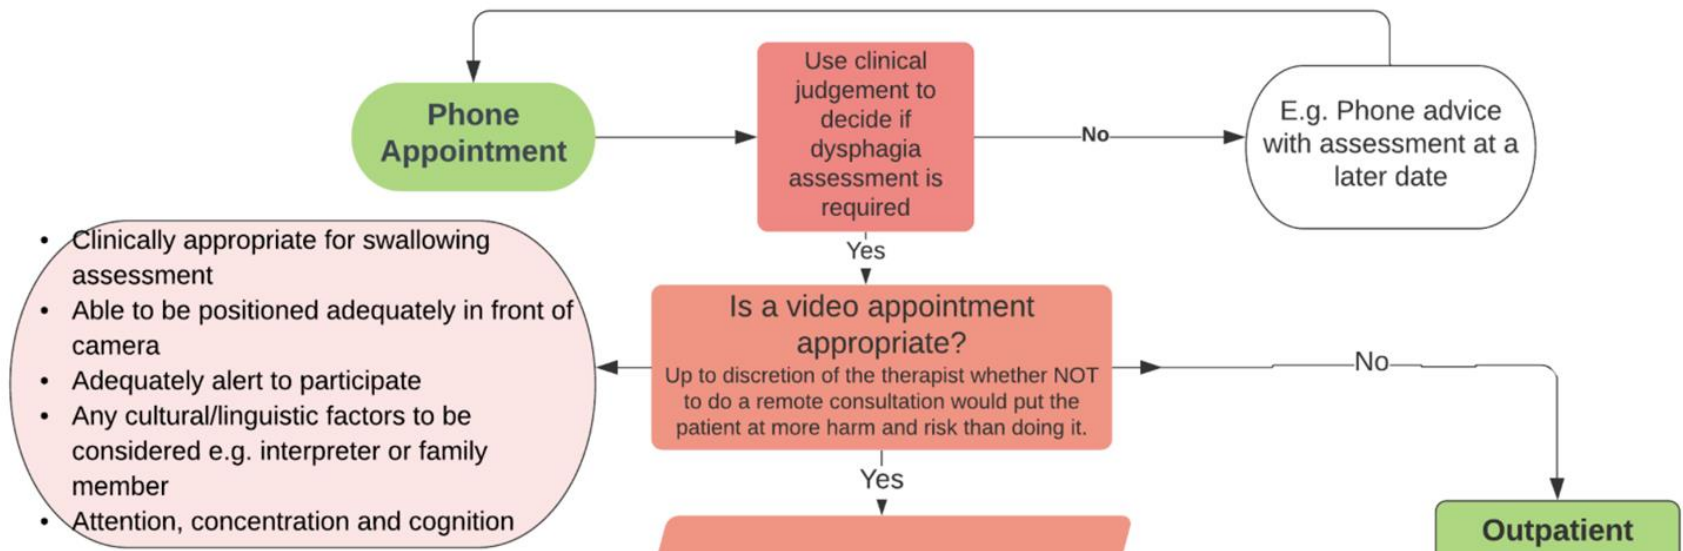 Phone
Appointment
Use clinical
judgement to
decide if
dysphagia
assessment is
required
No
E.g. Phone advice
with assessment at a
later date
Yes
• Clinically appropriate for swallowing
assessment
• Able to be positioned adequately in front of
camera
• Adequately alert to participate
• Any cultural/linguistic factors to be
considered e.g. interpreter or family
member
• Attention, concentration and cognition
Is a video appointment
appropriate?
Up to discretion of the therapist whether NOT
to do a remote consultation would put the
patient at more harm and risk than doing it.
No
Yes
Outpatient